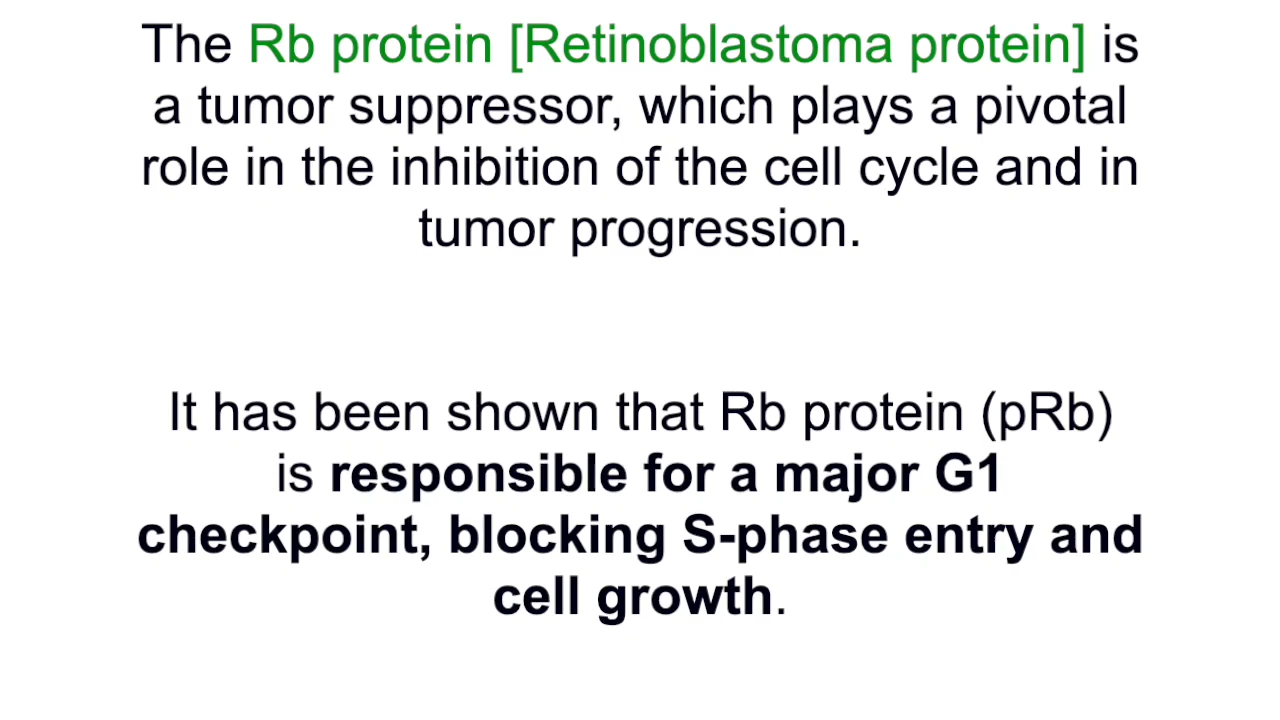 The Rb protein [Retinoblastoma protein] is
a tumor suppressor, which plays a pivotal
role in the inhibition of the cell cycle and in
tumor progression.
It has been shown that Rb protein (pRb)
is responsible for a major G1
checkpoint, blocking S-phase entry and
cell growth.